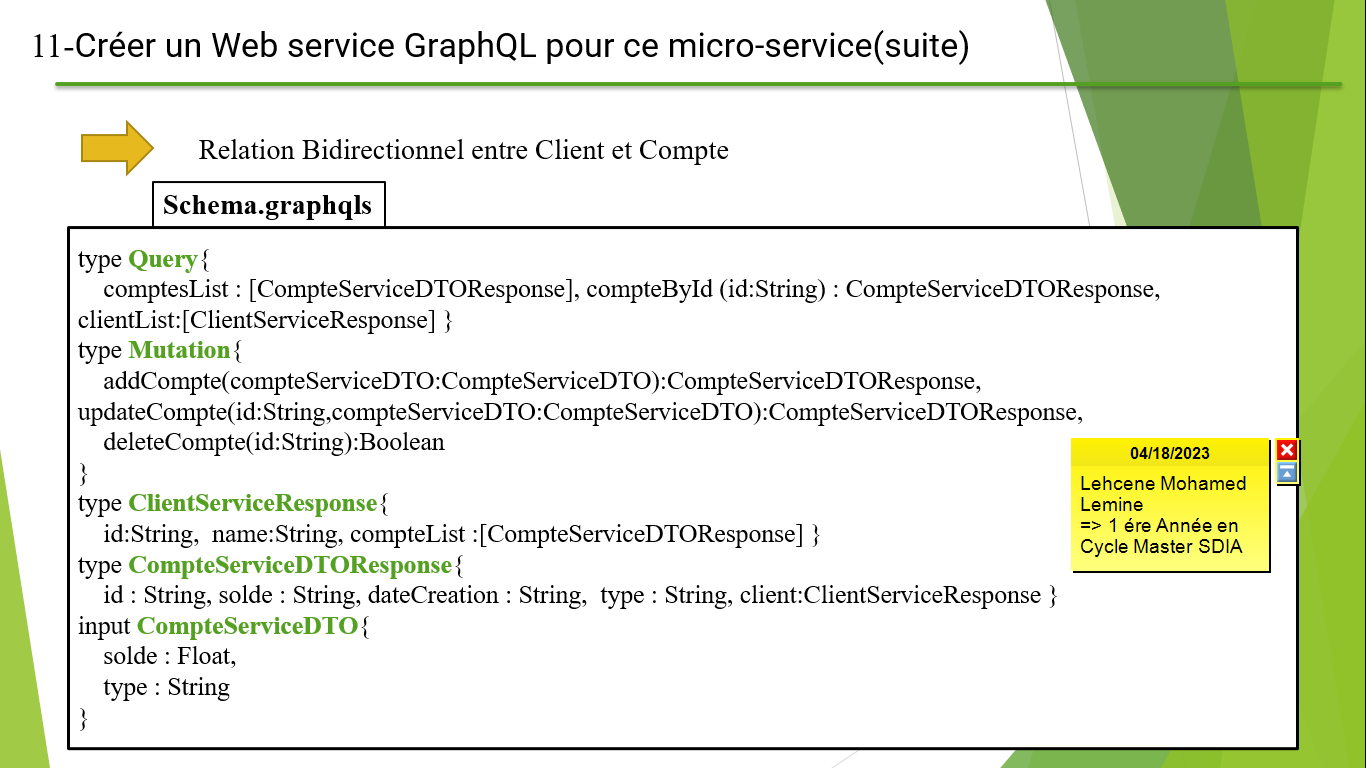 11-Créer un Web service GraphQL pour ce micro-service(suite)
Relation Bidirectionnel entre Client et Compte
Schema.graphqls
type Query{
comptesList : [CompteServiceDTOResponse], compteById (id:String) : CompteServiceDTOResponse,
clientList:[ClientServiceResponse] }
type Mutation{
addCompte(compteServiceDTO:CompteServiceDTO):CompteServiceDTOResponse,
updateCompte(id:String,compteServiceDTO:CompteServiceDTO):CompteServiceDTOResponse,
deleteCompte(id:String):Boolean
}
type ClientServiceResponse{
id:String, name:String, compteList :[CompteServiceDTOResponse] }
type CompteServiceDTOResponse{
id : String, solde : String, dateCreation : String, type : String, client:ClientServiceResponse }
input CompteServiceDTO{
solde : Float,
type : String
}
04/18/2023
Lehcene Mohamed
Lemine
=> 1 ére Année en
Cycle Master SDIA